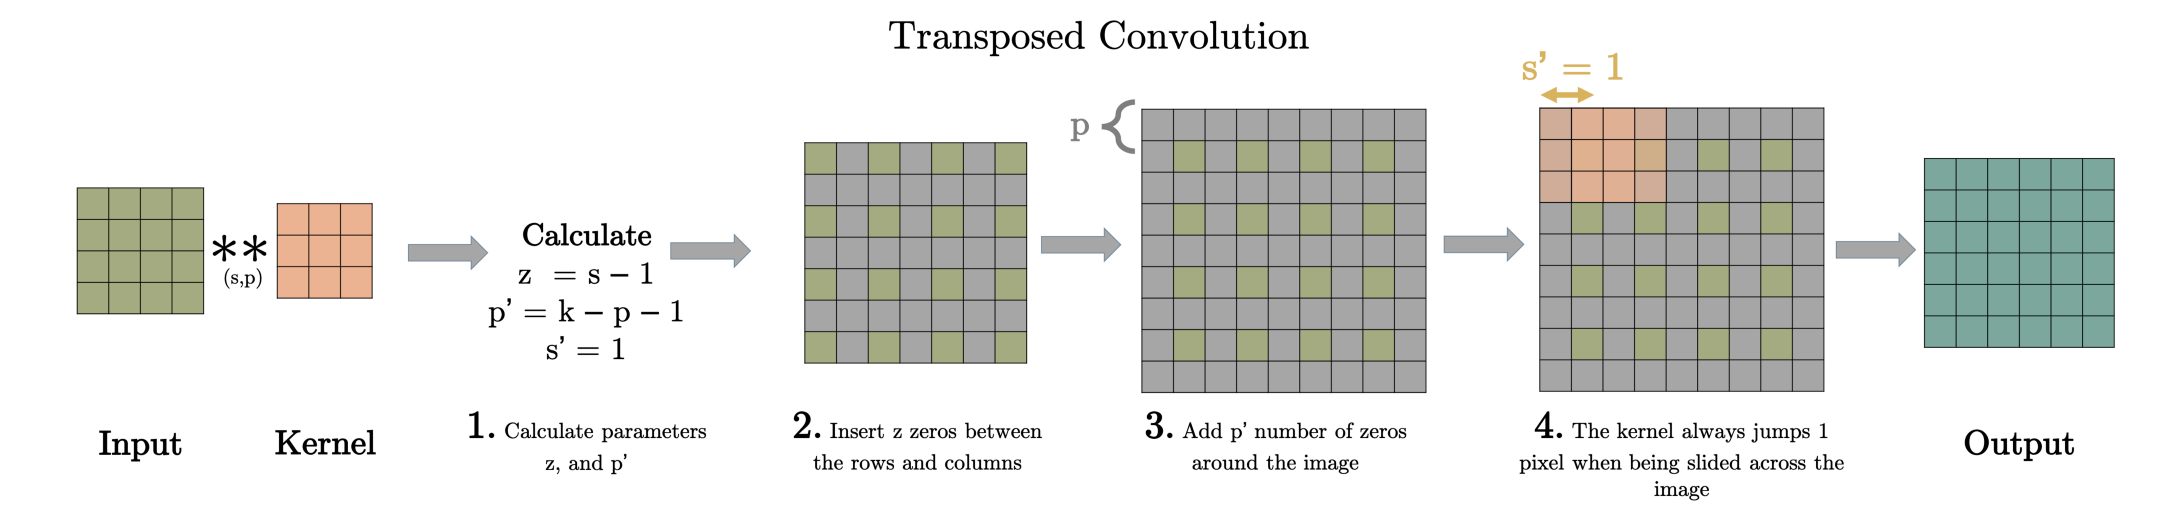 Transposed Convolution
**
(s,p)
Input
Kernel
Calculate
z = s − 1
p’ = k − p − 1
s’ = 1
1. Calculate parameters
z, and p’
2. Insert z zeros between
the rows and columns
p {
3. Add p’ number of zeros
around the image
s’ = 1
4. The kernel always jumps 1
pixel when being slided across the
image
Output